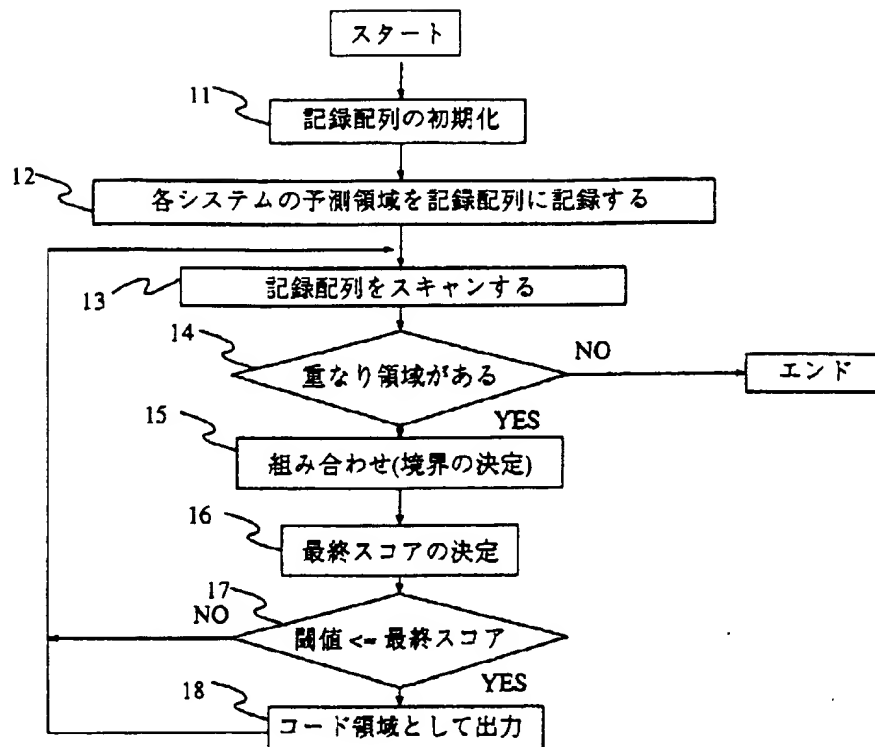 スタート
11
記録配列の初期化
12
各システムの予測領域を記録配列に記録する
13
記録配列をスキャンする
14
重なり領域がある
NO
エンド
YES
15
組み合わせ(境界の決定)
16
最終スコアの決定
17
NO
閾値 <= 最終スコア
YES
18
コード領域として出力